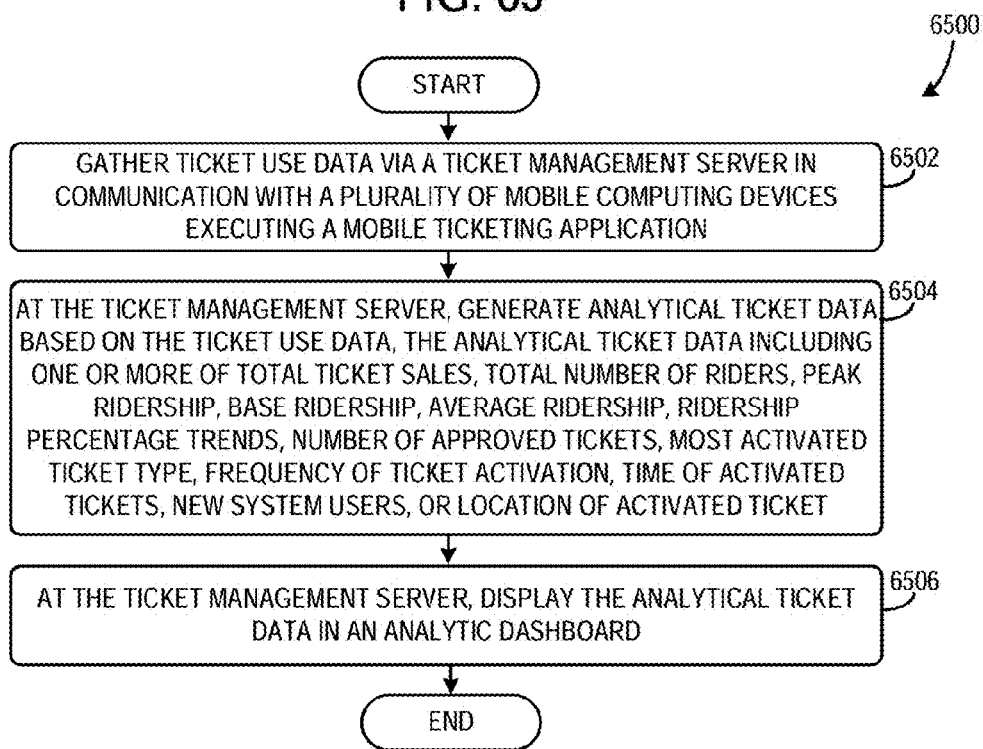 FIG. 65
6500
START
GATHER TICKET USE DATA VIA A TICKET MANAGEMENT SERVER IN
COMMUNICATION WITH A PLURALITY OF MOBILE COMPUTING DEVICES
EXECUTING A MOBILE TICKETING APPLICATION
6502
AT THE TICKET MANAGEMENT SERVER, GENERATE ANALYTICAL TICKET DATA
BASED ON THE TICKET USE DATA, THE ANALYTICAL TICKET DATA INCLUDING
ONE OR MORE OF TOTAL TICKET SALES, TOTAL NUMBER OF RIDERS, PEAK
RIDERSHIP, BASE RIDERSHIP, AVERAGE RIDERSHIP, RIDERSHIP
PERCENTAGE TRENDS, NUMBER OF APPROVED TICKETS, MOST ACTIVATED
TICKET TYPE, FREQUENCY OF TICKET ACTIVATION, TIME OF ACTIVATED
TICKETS, NEW SYSTEM USERS, OR LOCATION OF ACTIVATED TICKET
6504
AT THE TICKET MANAGEMENT SERVER, DISPLAY THE ANALYTICAL TICKET
DATA IN AN ANALYTIC DASHBOARD
6506
END